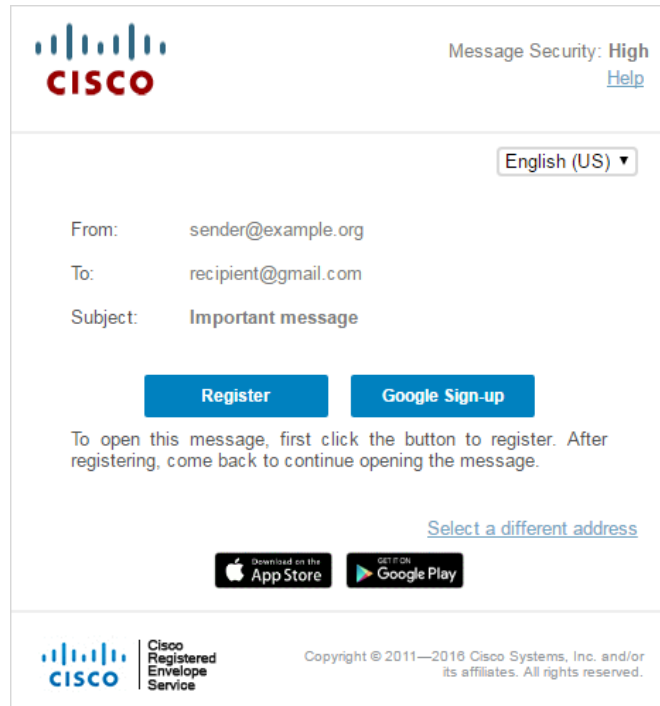 CISCO
Message Security: High
Help
English (US)
From: sender@example.org
To: recipient@gmail.com
Subject: Important message
Register Google Sign-up
To open this message, first click the button to register. After
registering, come back to continue opening the message.
Select a different address
Download on the
App Store
GET IT ON
Google Play
CISCO
Cisco
Registered
Envelope
Service
Copyright © 2011—2016 Cisco Systems, Inc. and/or
its affiliates. All rights reserved.